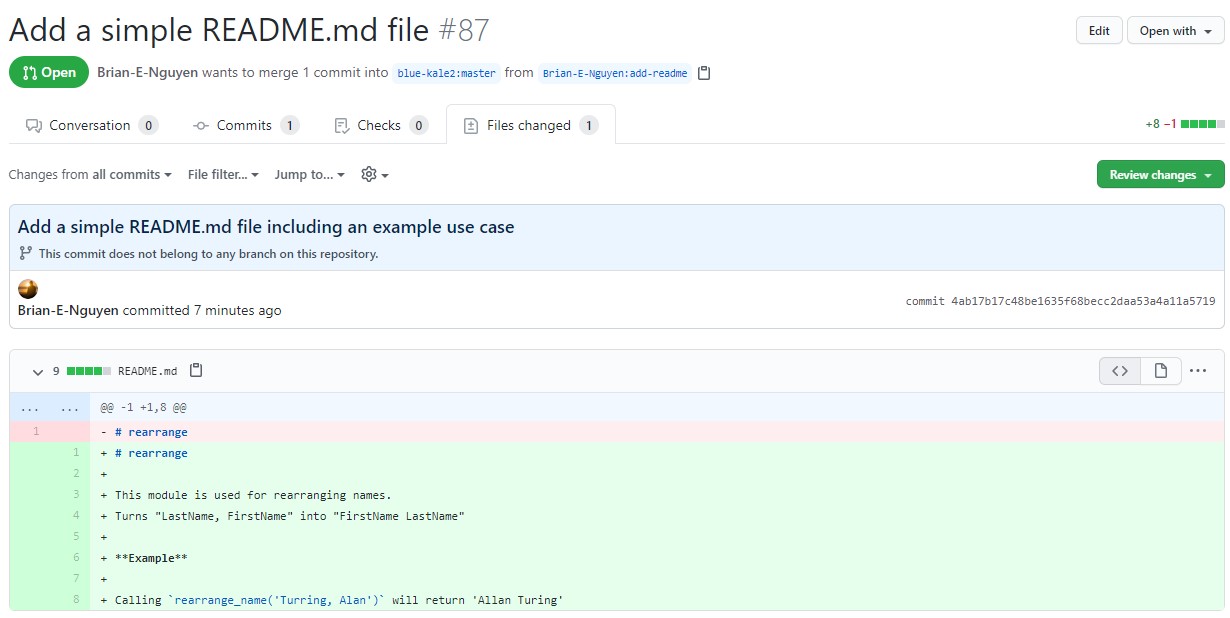 Add a simple README.md file #87
Edit
Open with
Open
Brian-E-Nguyen wants to merge 1 commit into blue-kale2:master from Brian-E-Nguyen:add-readme
Conversation 0
Commits 1
Checks 0
Files changed 1
+8 −1
Changes from all commits
File filter...
Jump to...
Review changes
Add a simple README.md file including an example use case
This commit does not belong to any branch on this repository.
Brian-E-Nguyen committed 7 minutes ago
commit 4ab17b17c48be1635f68becc2daa53a4a11a5719
9 README.md
... ... @@ -1 +1,8 @@
1 - # rearrange
1 + # rearrange
2 +
3 + This module is used for rearranging names.
4 + Turns "LastName, FirstName" into "FirstName LastName"
5 +
6 + **Example**
7 +
8 + Calling `rearrange_name('Turring, Alan')` will return 'Allan Turing'